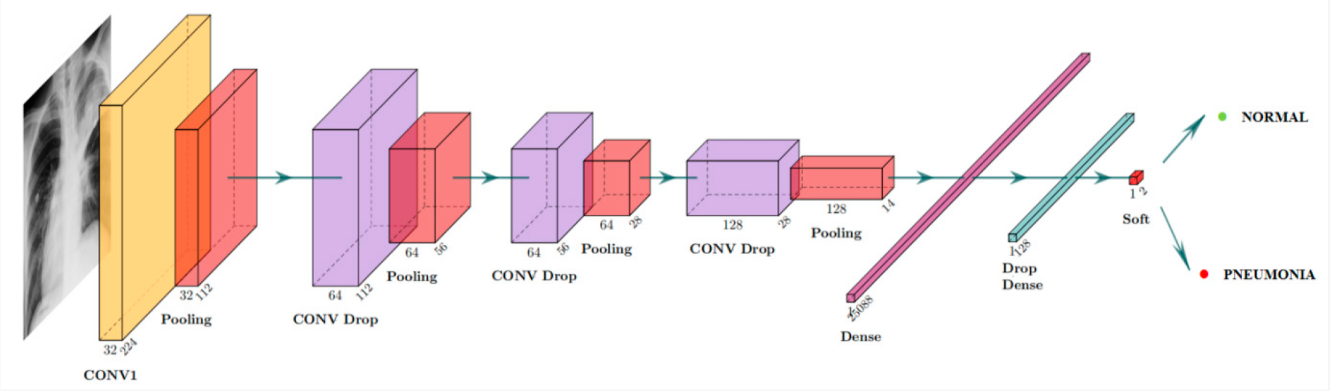 32 224
CONV1
32 112
Pooling
64 112
CONV Drop
64 56
Pooling
64 56
CONV Drop
64 28
Pooling
128 28
CONV Drop
128 14
Pooling
25088
Dense
1 128
Drop
Dense
1 2
Soft
NORMAL
PNEUMONIA